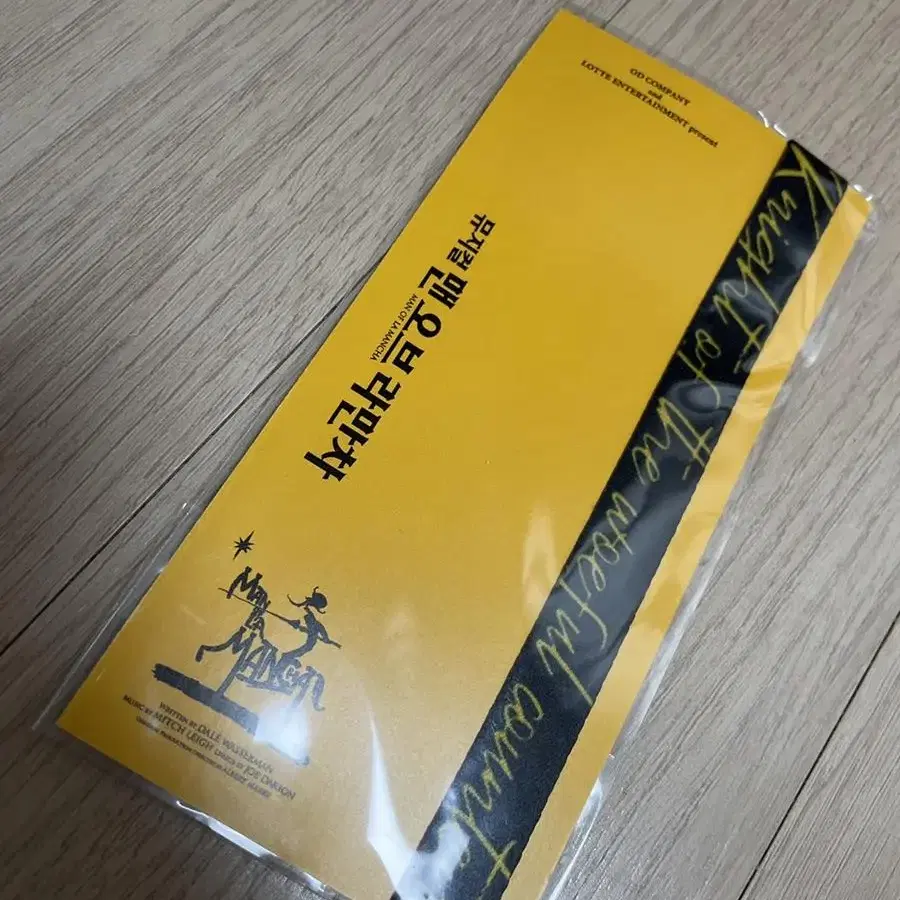 OD COMPANY
and
LOTTE ENTERTAINMENT present
Knight of the woeful counte
뮤지컬 맨 오브 라만차
MAN OF LA MANCHA
MAN OF LA MANCHA
WRITTEN BY DALE WASSERMAN
MUSIC BY MITCH LEIGH LYRICS BY JOE DARION